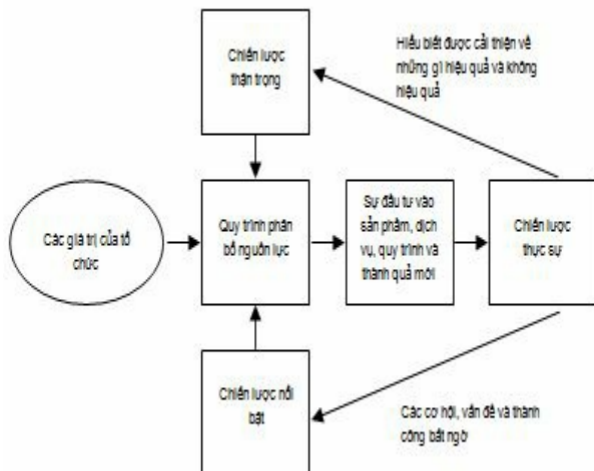 Chiến lược
thận trọng
Hiểu biết được cải thiện về
những gì hiệu quả và không
hiệu quả
Các giá trị của tổ
chức
Quy trình phân
bổ nguồn lực
Sự đầu tư vào
sản phẩm, dịch
vụ, quy trình và
thành quả mới
Chiến lược
thực sự
Chiến lược nổi
bật
Các cơ hội, vấn đề và thành
công bất ngờ